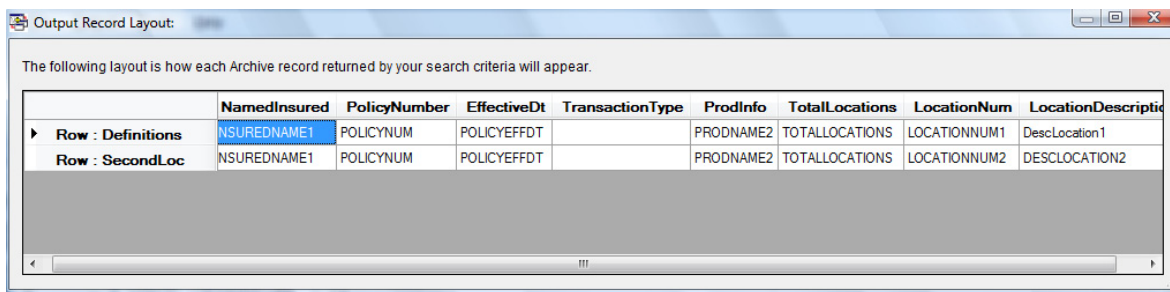 Output Record Layout:
The following layout is how each Archive record returned by your search criteria will appear.
NamedInsured PolicyNumber EffectiveDt TransactionType ProdInfo TotalLocations LocationNum LocationDescriptio
Row : Definitions NSUREDNAME1 POLICYNUM POLICYEFFDT PRODNAME2 TOTALLOCATIONS LOCATIONNUM1 DescLocation1
Row : SecondLoc NSUREDNAME1 POLICYNUM POLICYEFFDT PRODNAME2 TOTALLOCATIONS LOCATIONNUM2 DESCLOCATION2